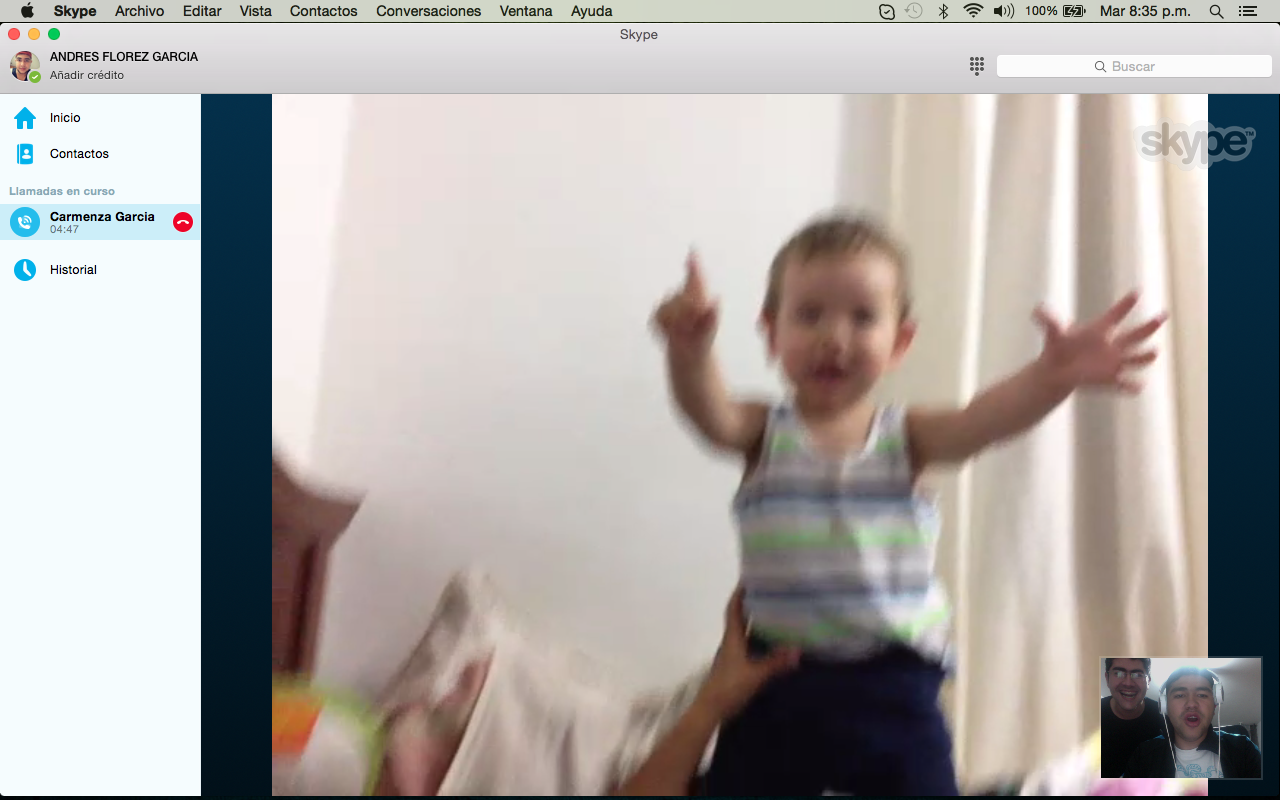 Skype Archivo Editar Vista Contactos Conversaciones Ventana Ayuda 100% Mar 8:35 p.m.
Skype
ANDRES FLOREZ GARCIA
Añadir crédito
Buscar
Inicio
Contactos
Llamadas en curso
Carmenza Garcia
04:47
Historial
skype™